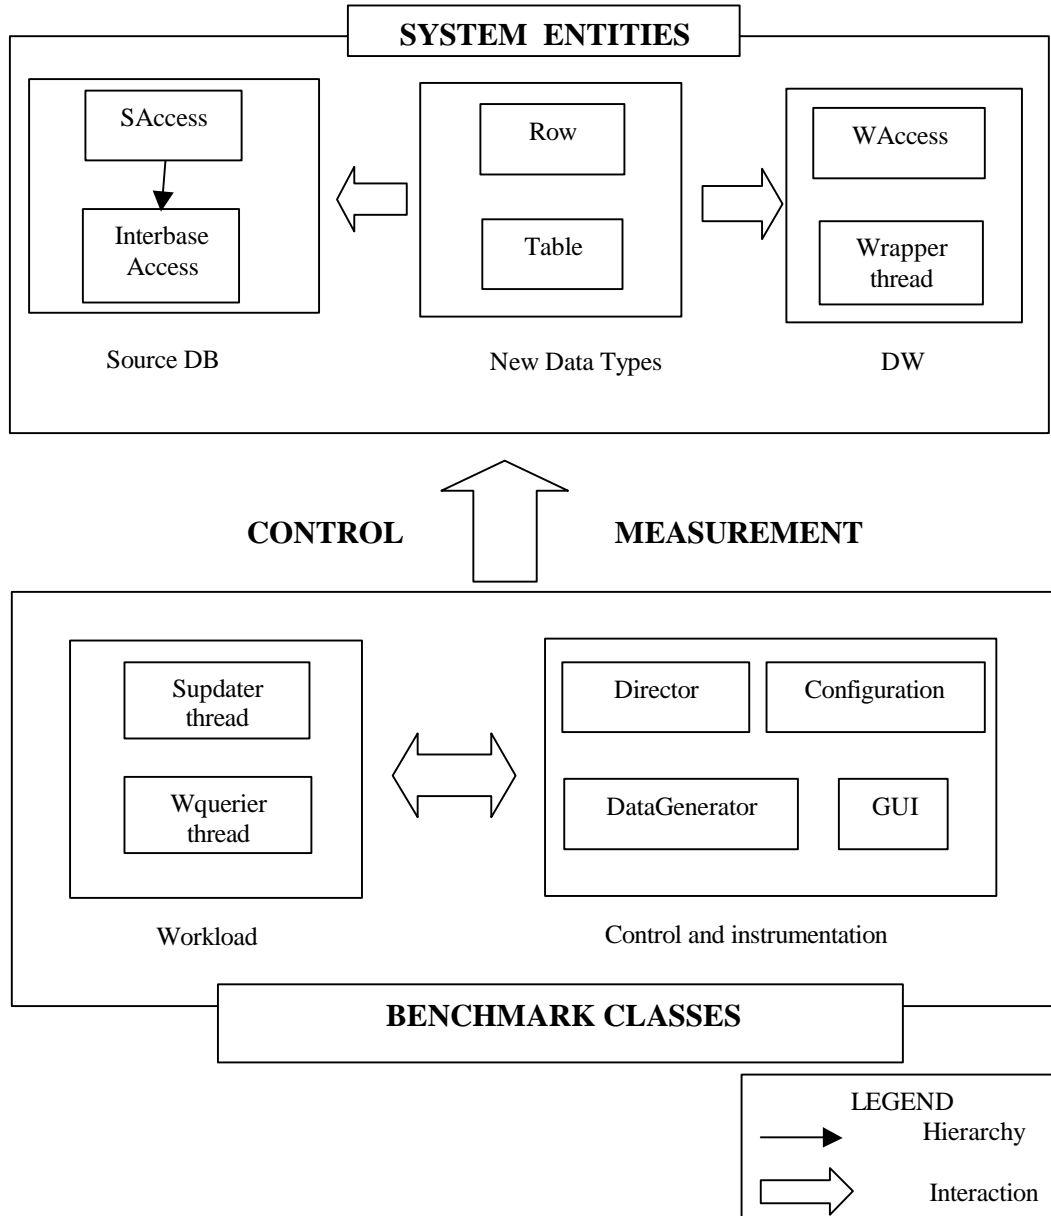 SYSTEM ENTITIES
SAccess
Interbase
Access
Source DB
Row
Table
New Data Types
WAccess
Wrapper
thread
DW
CONTROL
MEASUREMENT
Supdater
thread
Wquerier
thread
Workload
Director
Configuration
DataGenerator
GUI
Control and instrumentation
BENCHMARK CLASSES
LEGEND
Hierarchy
Interaction